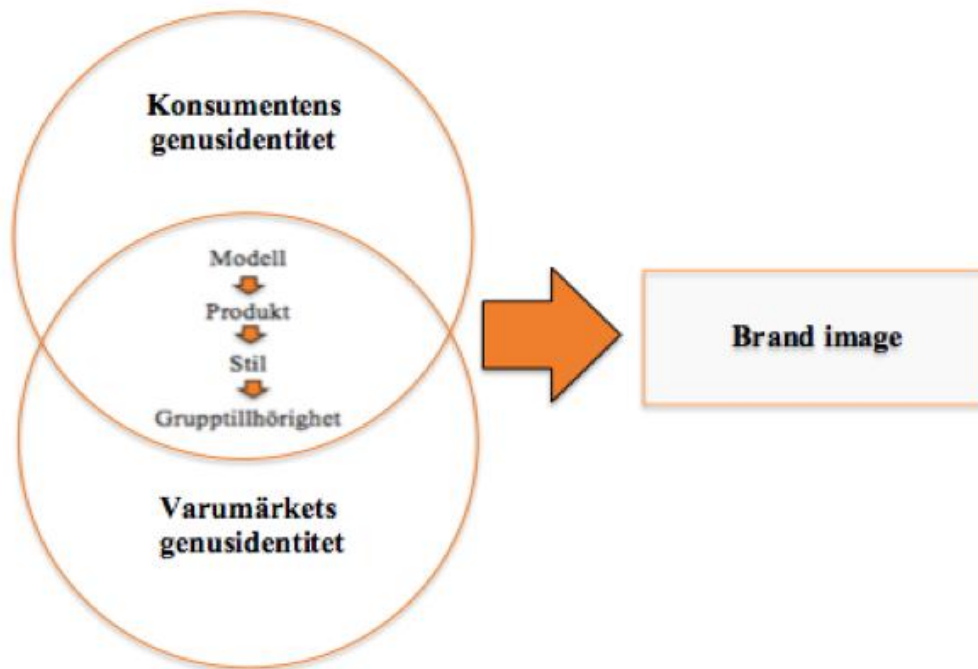 Konsumentens
genusidentitet
Modell
Produkt
Stil
Grupptillhörighet
Varumärkets
genusidentitet
Brand image